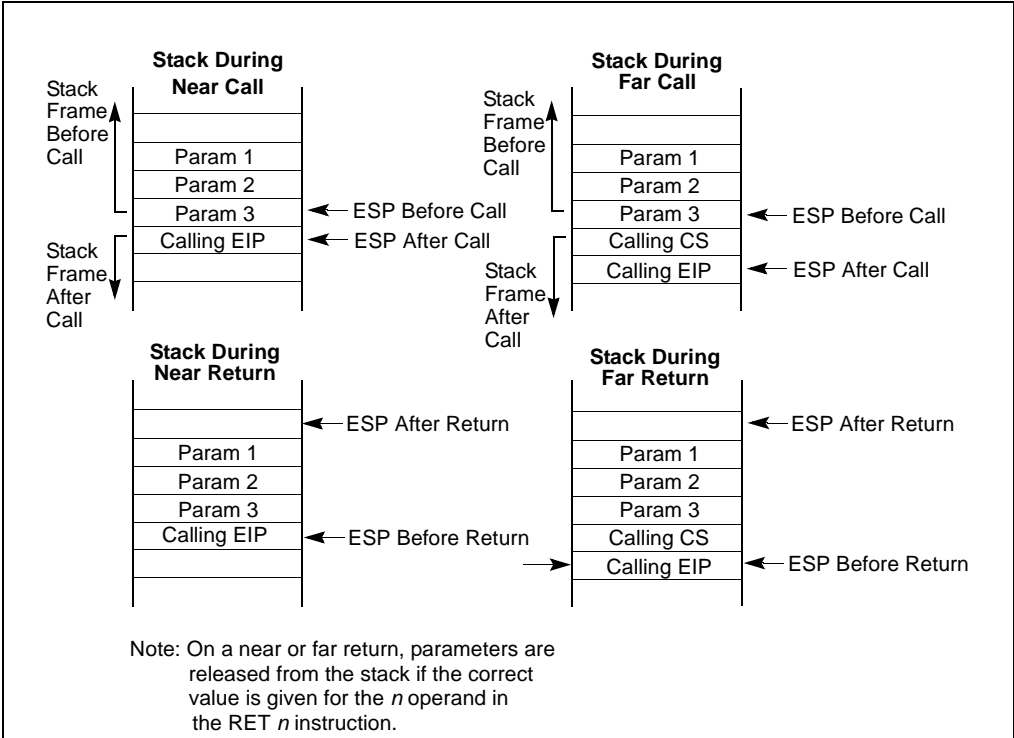 Stack During
Near Call
Stack
Frame
Before
Call
Param 1
Param 2
Param 3
Calling EIP
ESP Before Call
ESP After Call
Stack
Frame
After
Call
Stack During
Far Call
Stack
Frame
Before
Call
Param 1
Param 2
Param 3
Calling CS
Calling EIP
ESP Before Call
ESP After Call
Stack
Frame
After
Call
Stack During
Near Return
ESP After Return
Param 1
Param 2
Param 3
Calling EIP
ESP Before Return
Stack During
Far Return
ESP After Return
Param 1
Param 2
Param 3
Calling CS
Calling EIP
ESP Before Return
Note: On a near or far return, parameters are
released from the stack if the correct
value is given for the n operand in
the RET n instruction.